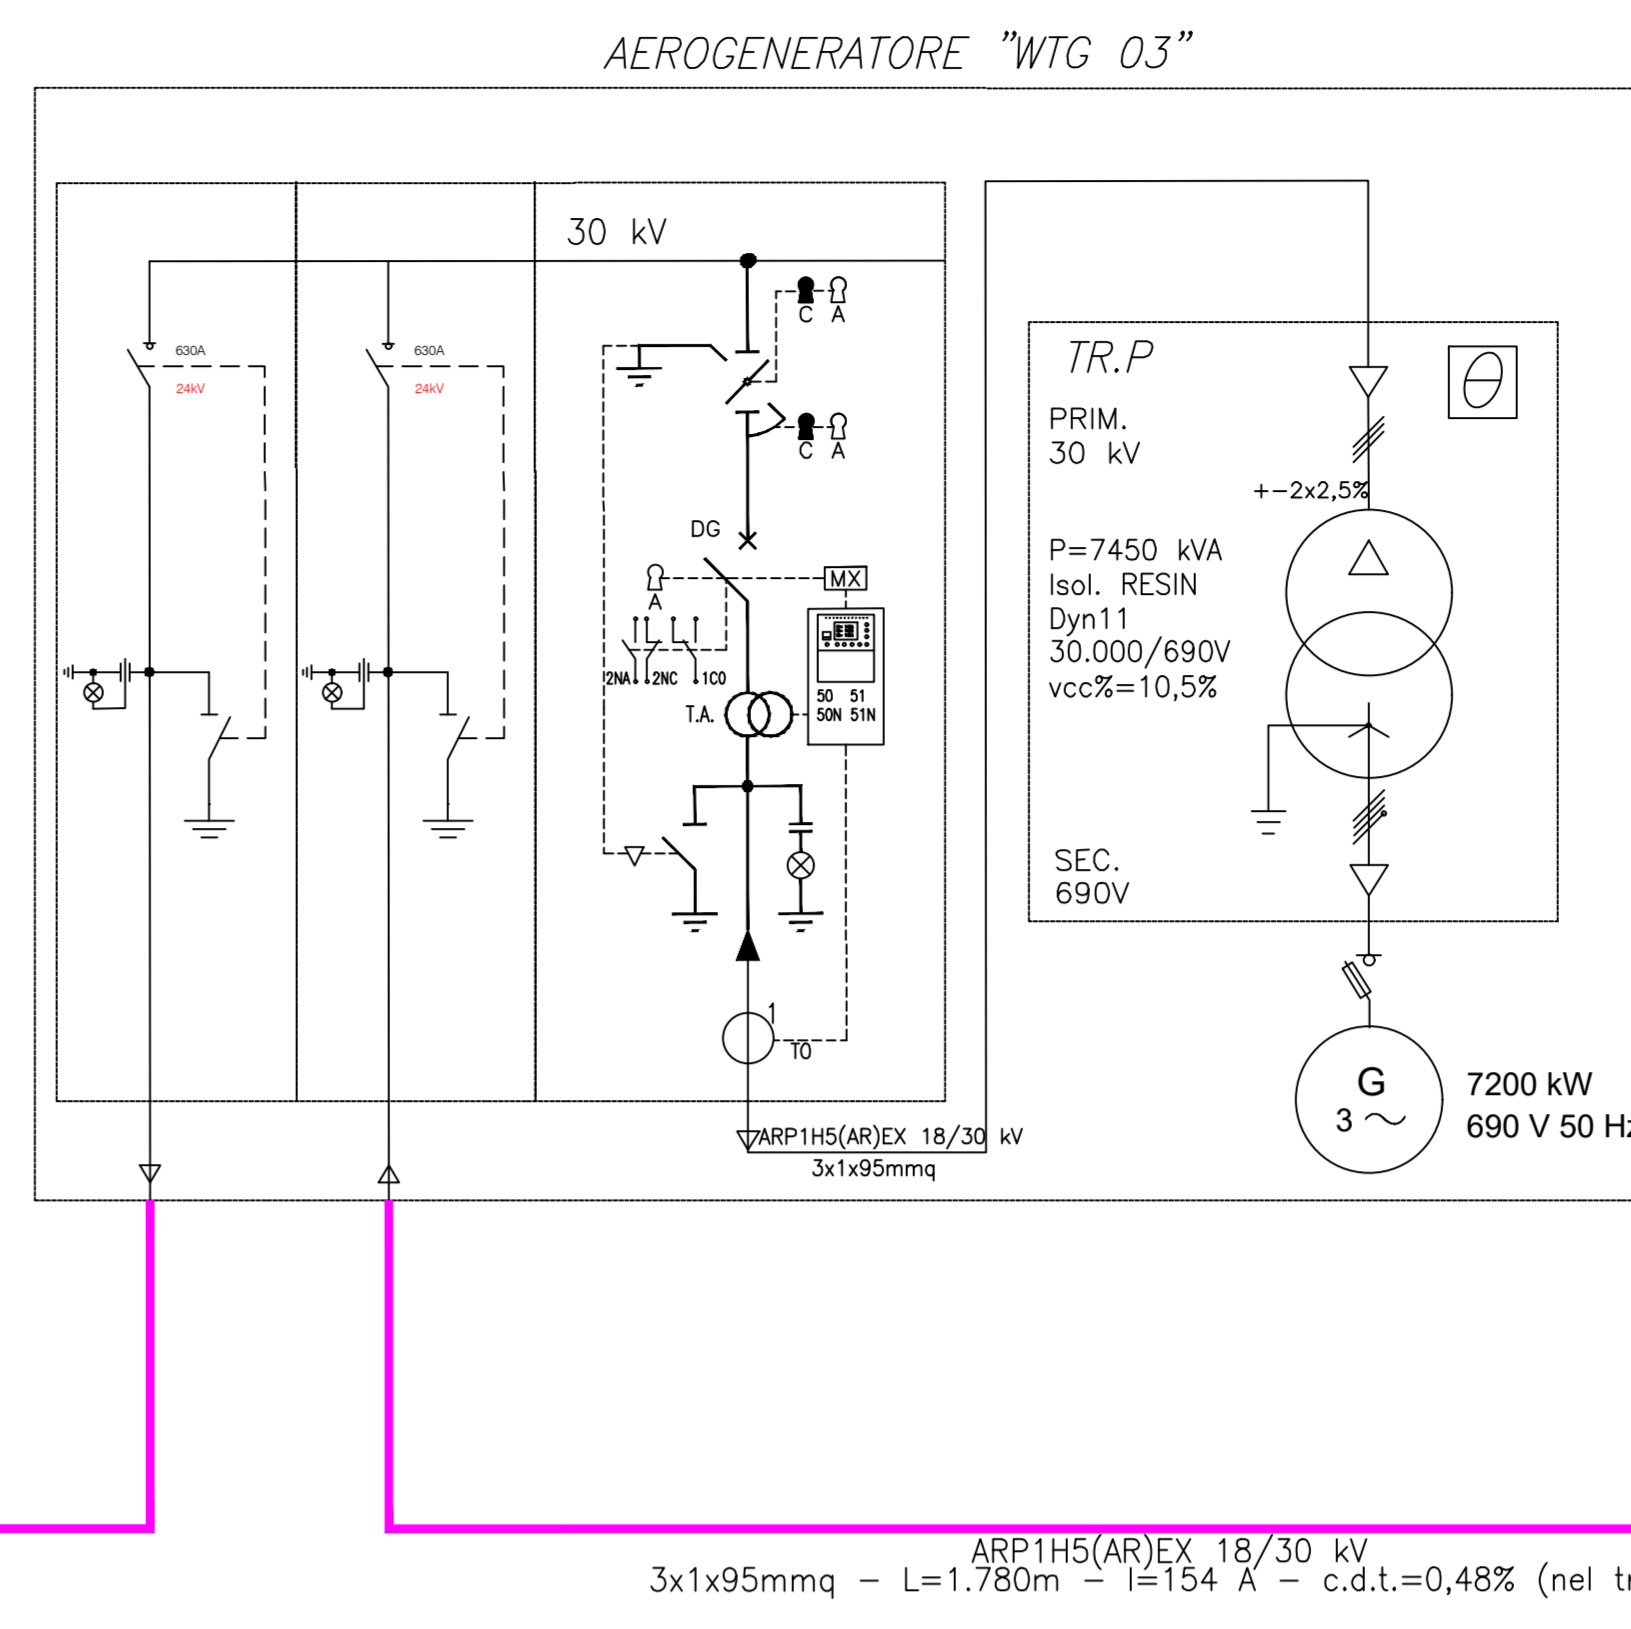 AEROGENERATORE "WTG 03"
30 kV
C A
630A
24kV
630A
24kV
C A
DG
MX
A
2NA 2NC 1CO
50 51
50N 51N
T.A.
1
TO
ARP1H5(AR)EX 18/30 kV
3x1x95mmq
TR.P
PRIM.
30 kV
+-2x2,5%
P=7450 kVA
Isol. RESIN
Dyn11
30.000/690V
vcc%=10,5%
SEC.
690V
G
3
7200 kW
690 V 50 Hz
ARP1H5(AR)EX 18/30 kV
3x1x95mmq - L=1.780m - I=154 A - c.d.t.=0,48% (nel